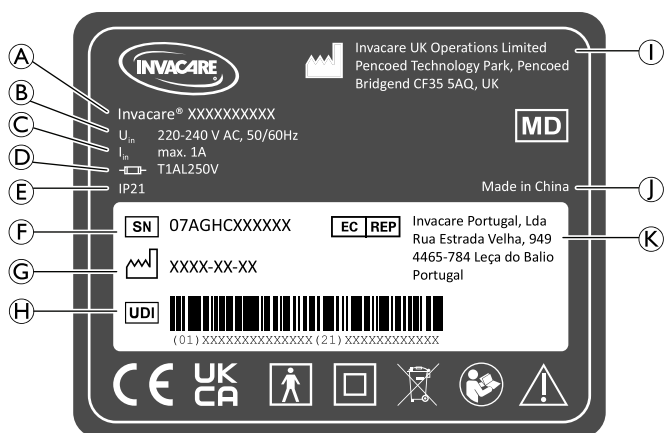 INVACARE
Invacare UK Operations Limited
Pencoed Technology Park, Pencoed
Bridgend CF35 5AQ, UK
I
A
Invacare® XXXXXXXXXX
B
Uin 220-240 V AC, 50/60Hz
MD
C
Iin max. 1A
D
T1AL250V
E
IP21
Made in China
J
F
SN 07AGHCXXXXXX
EC REP
Invacare Portugal, Lda
Rua Estrada Velha, 949
4465-784 Leça do Balio
Portugal
K
G
XXXX-XX-XX
H
UDI
(01)XXXXXXXXXXXXXX(21)XXXXXXXXXXXX
CE UK
CA